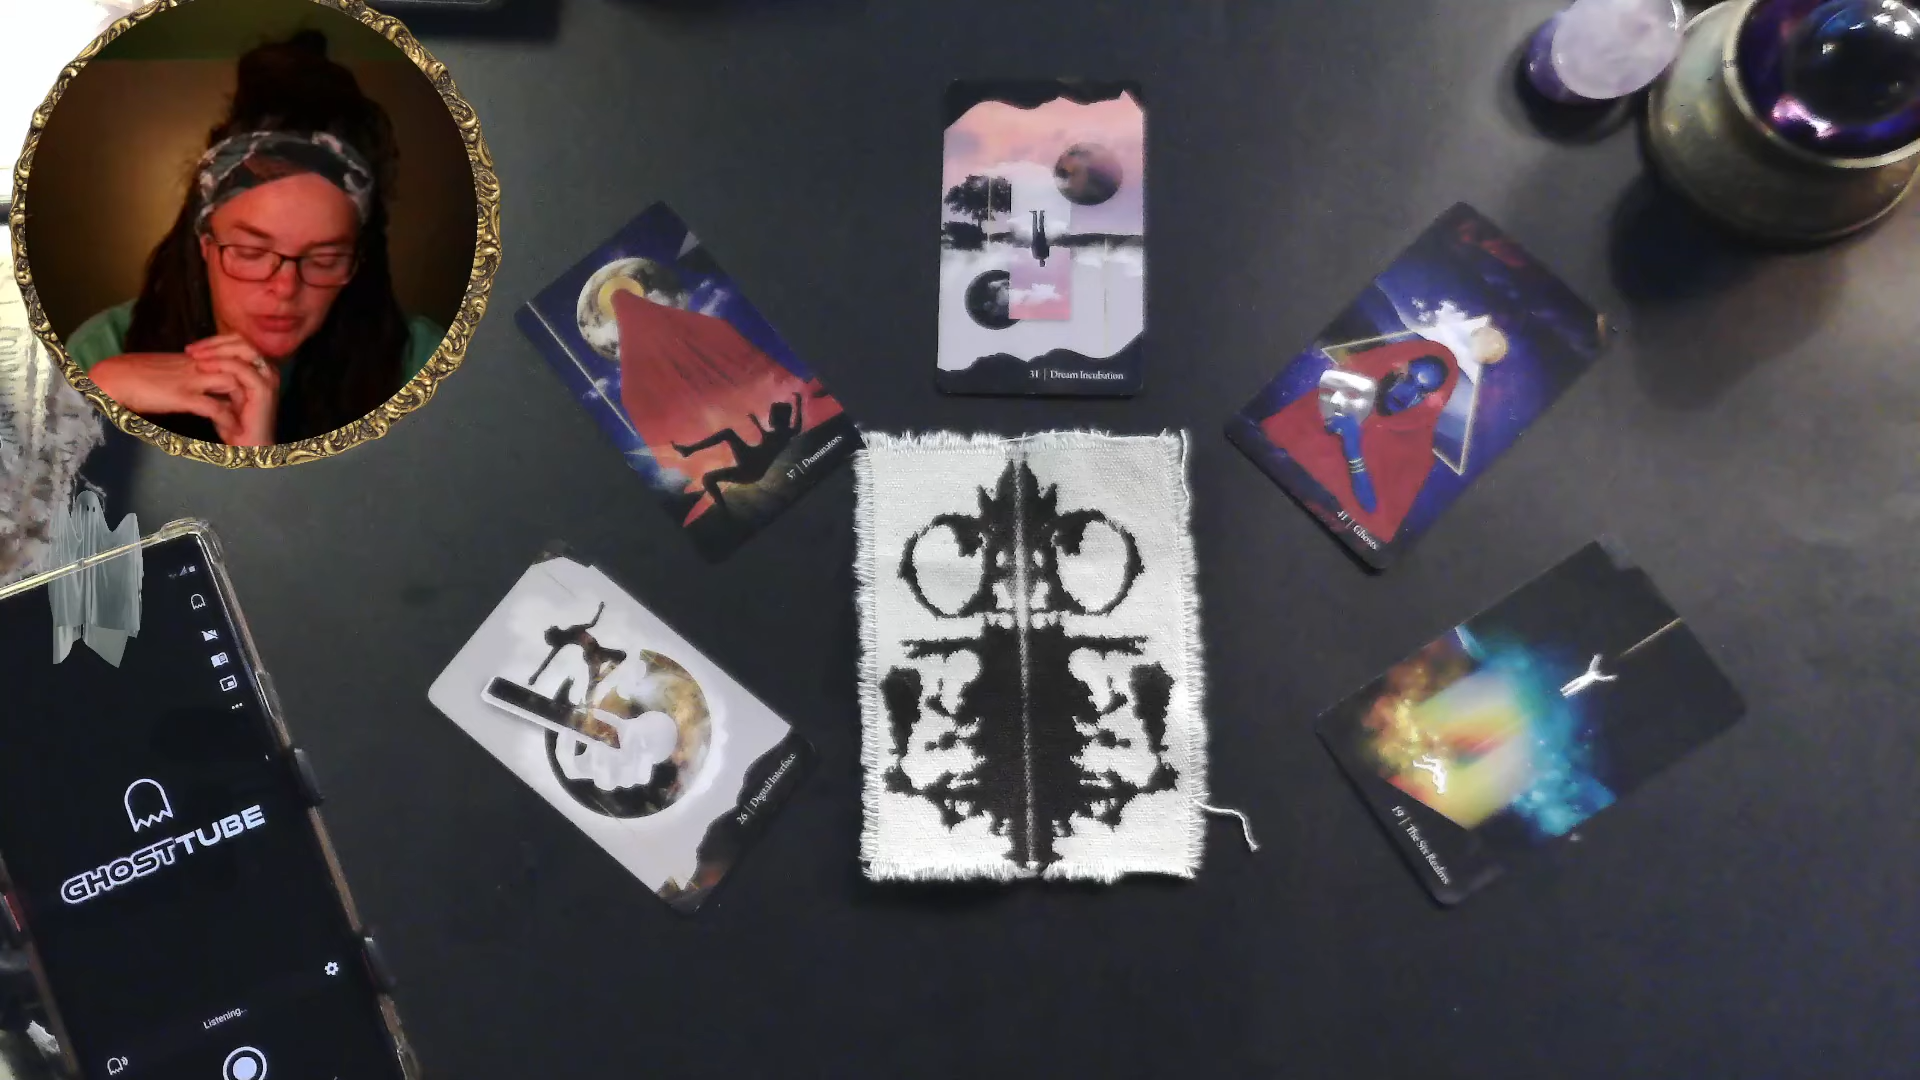 31 | Dream Incubation
37 | Dominators
41 | Ghosts
26 | Digital Interface
19 | The Six Realms
GHOSTTUBE
Listening...